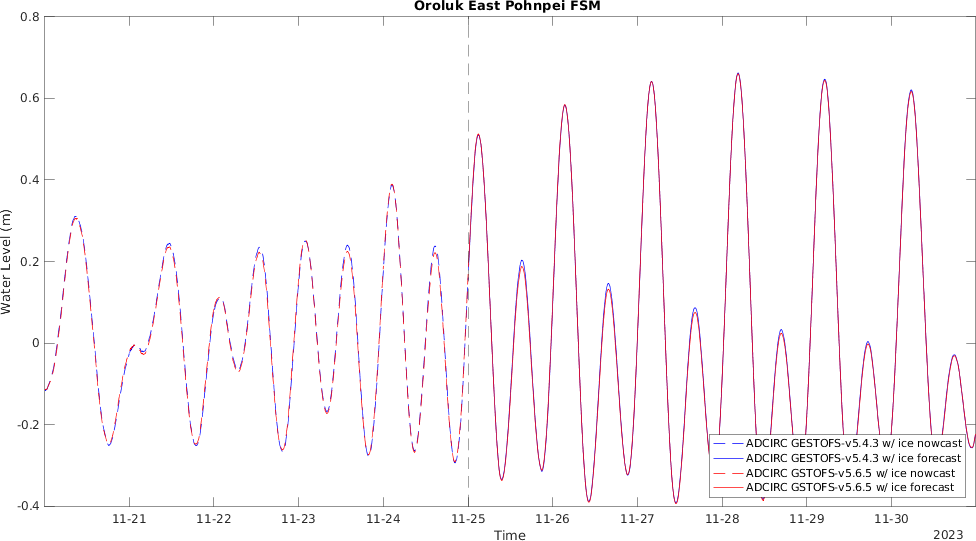 Oroluk East Pohnpei FSM
0.8
0.6
0.4
0.2
0
-0.2
-0.4
Water Level (m)
ADCIRC GESTOFS-v5.4.3 w/ ice nowcast
ADCIRC GESTOFS-v5.4.3 w/ ice forecast
ADCIRC GSTOFS-v5.6.5 w/ ice nowcast
ADCIRC GSTOFS-v5.6.5 w/ ice forecast
11-21 11-22 11-23 11-24 11-25 11-26 11-27 11-28 11-29 11-30
Time
2023